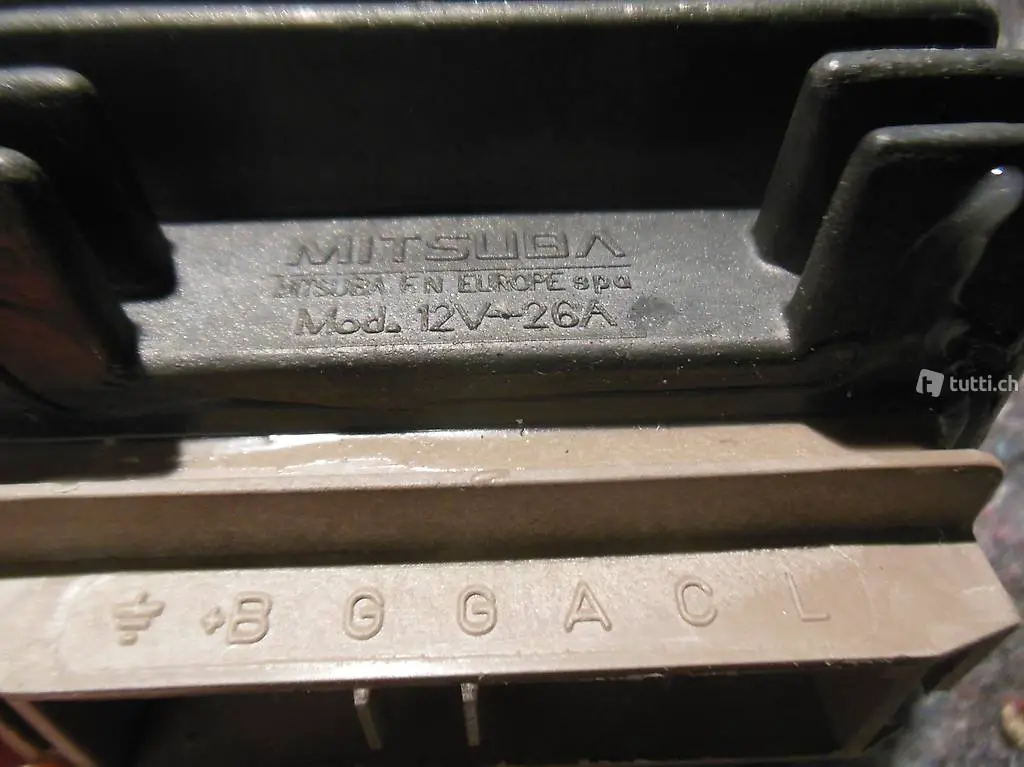 MITSUBA
MITSUBA F.N EUROPE spa
Mod. 12V~26A
tutti.ch
+B G G A C L